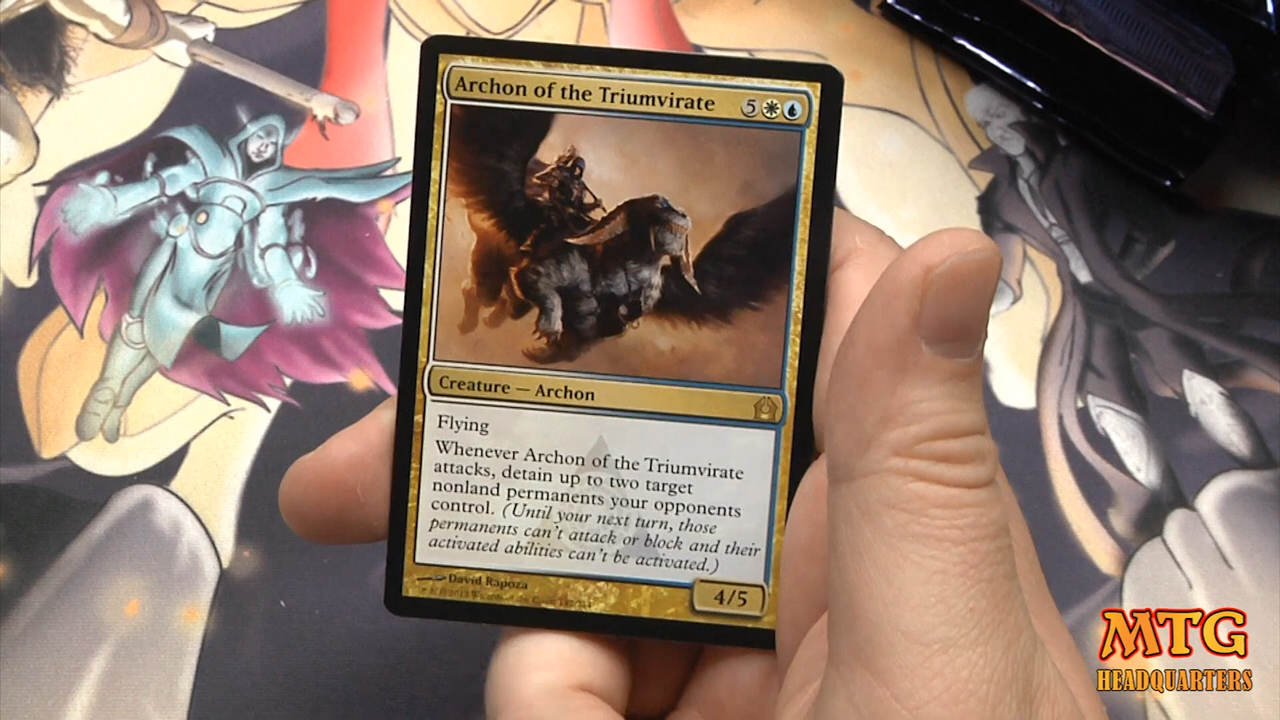 Archon of the Triumvirate 5
Creature — Archon
Flying
Whenever Archon of the Triumvirate
attacks, detain up to two target
nonland permanents your opponents
control. (Until your next turn, those
permanents can't attack or block and their
activated abilities can't be activated.)
David Rapoza
4/5
MTG
HEADQUARTERS